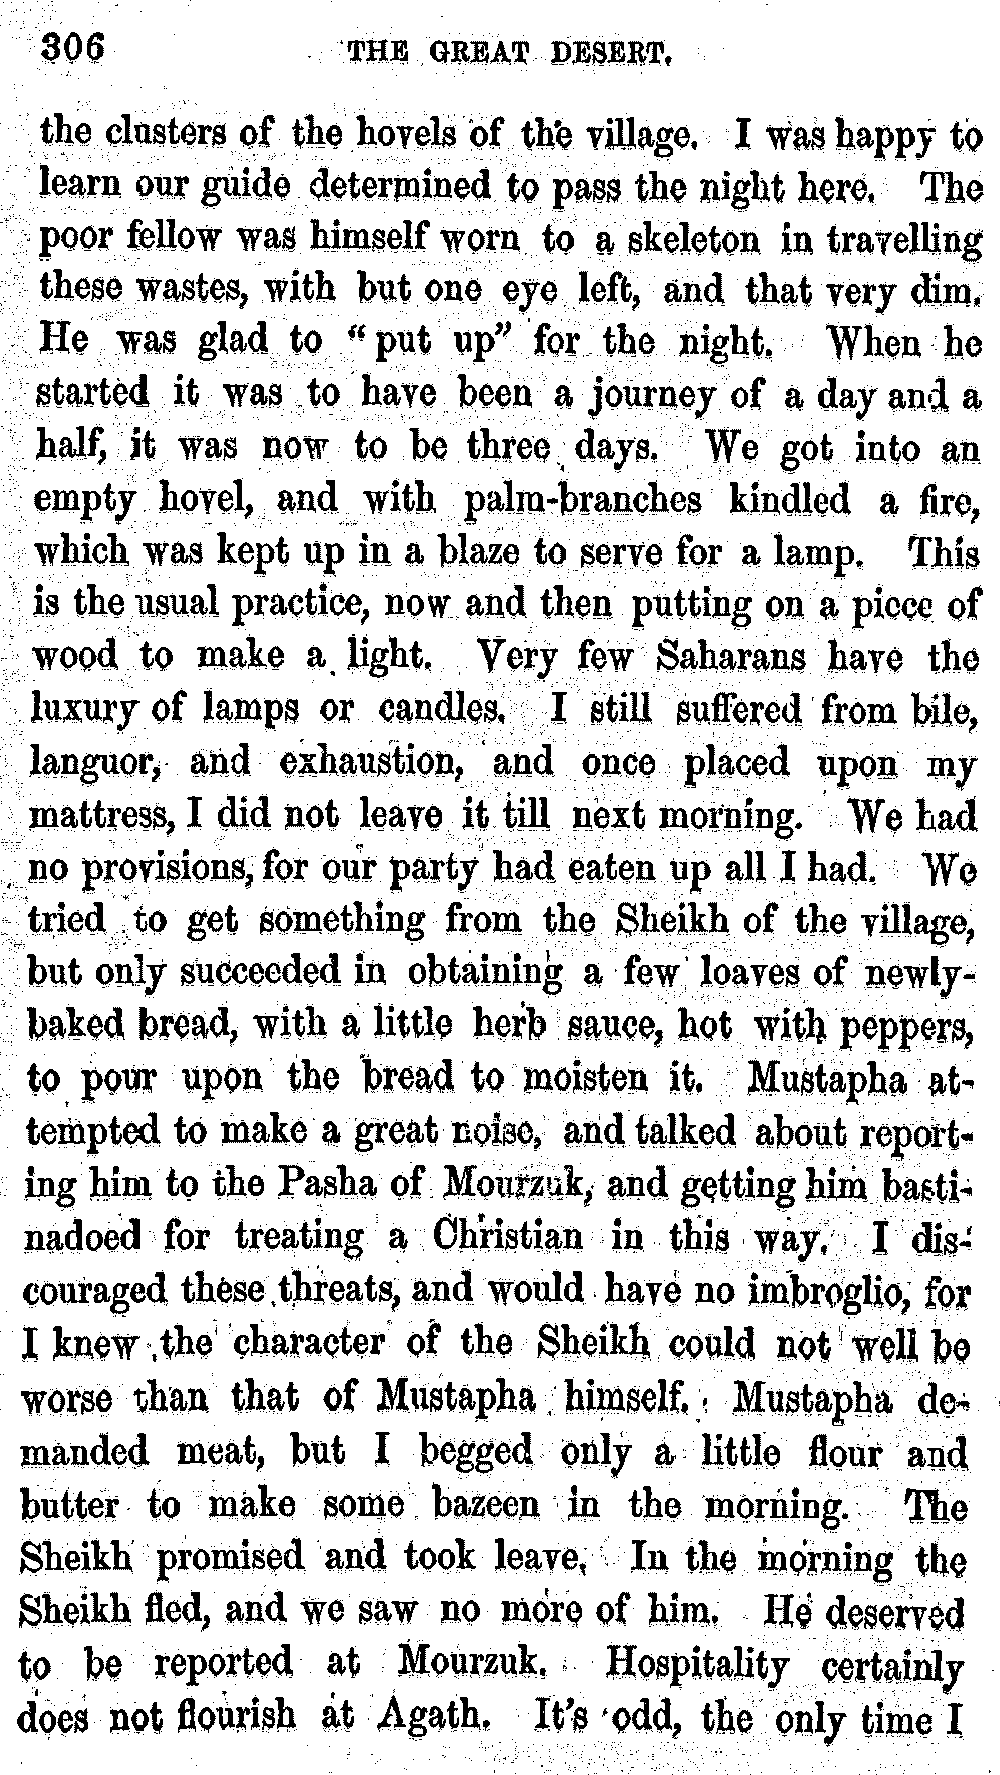 306 THE GREAT DESERT.
the clusters of the hovels of the village. I was happy to
learn our guide determined to pass the night here. The
poor fellow was himself worn to a skeleton in travelling
these wastes, with but one eye left, and that very dim.
He was glad to "put up" for the night. When he
started it was to have been a journey of a day and a
half, it was now to be three days. We got into an
empty hovel, and with palm-branches kindled a fire,
which was kept up in a blaze to serve for a lamp. This
is the usual practice, now and then putting on a piece of
wood to make a light. Very few Saharans have the
luxury of lamps or candles. I still suffered from bile,
languor, and exhaustion, and once placed upon my
mattress, I did not leave it till next morning. We had
no provisions, for our party had eaten up all I had. We
tried to get something from the Sheikh of the village,
but only succeeded in obtaining a few loaves of newly-
baked bread, with a little herb sauce, hot with peppers,
to pour upon the bread to moisten it. Mustapha at-
tempted to make a great noise, and talked about report-
ing him to the Pasha of Mourzuk, and getting him basti-
nadoed for treating a Christian in this way. I dis-
couraged these threats, and would have no imbroglio, for
I knew the character of the Sheikh could not well be
worse than that of Mustapha himself. Mustapha de-
manded meat, but I begged only a little flour and
butter to make some bazeen in the morning. The
Sheikh promised and took leave. In the morning the
Sheikh fled, and we saw no more of him. He deserved
to be reported at Mourzuk. Hospitality certainly
does not flourish at Agath. It's odd, the only time I